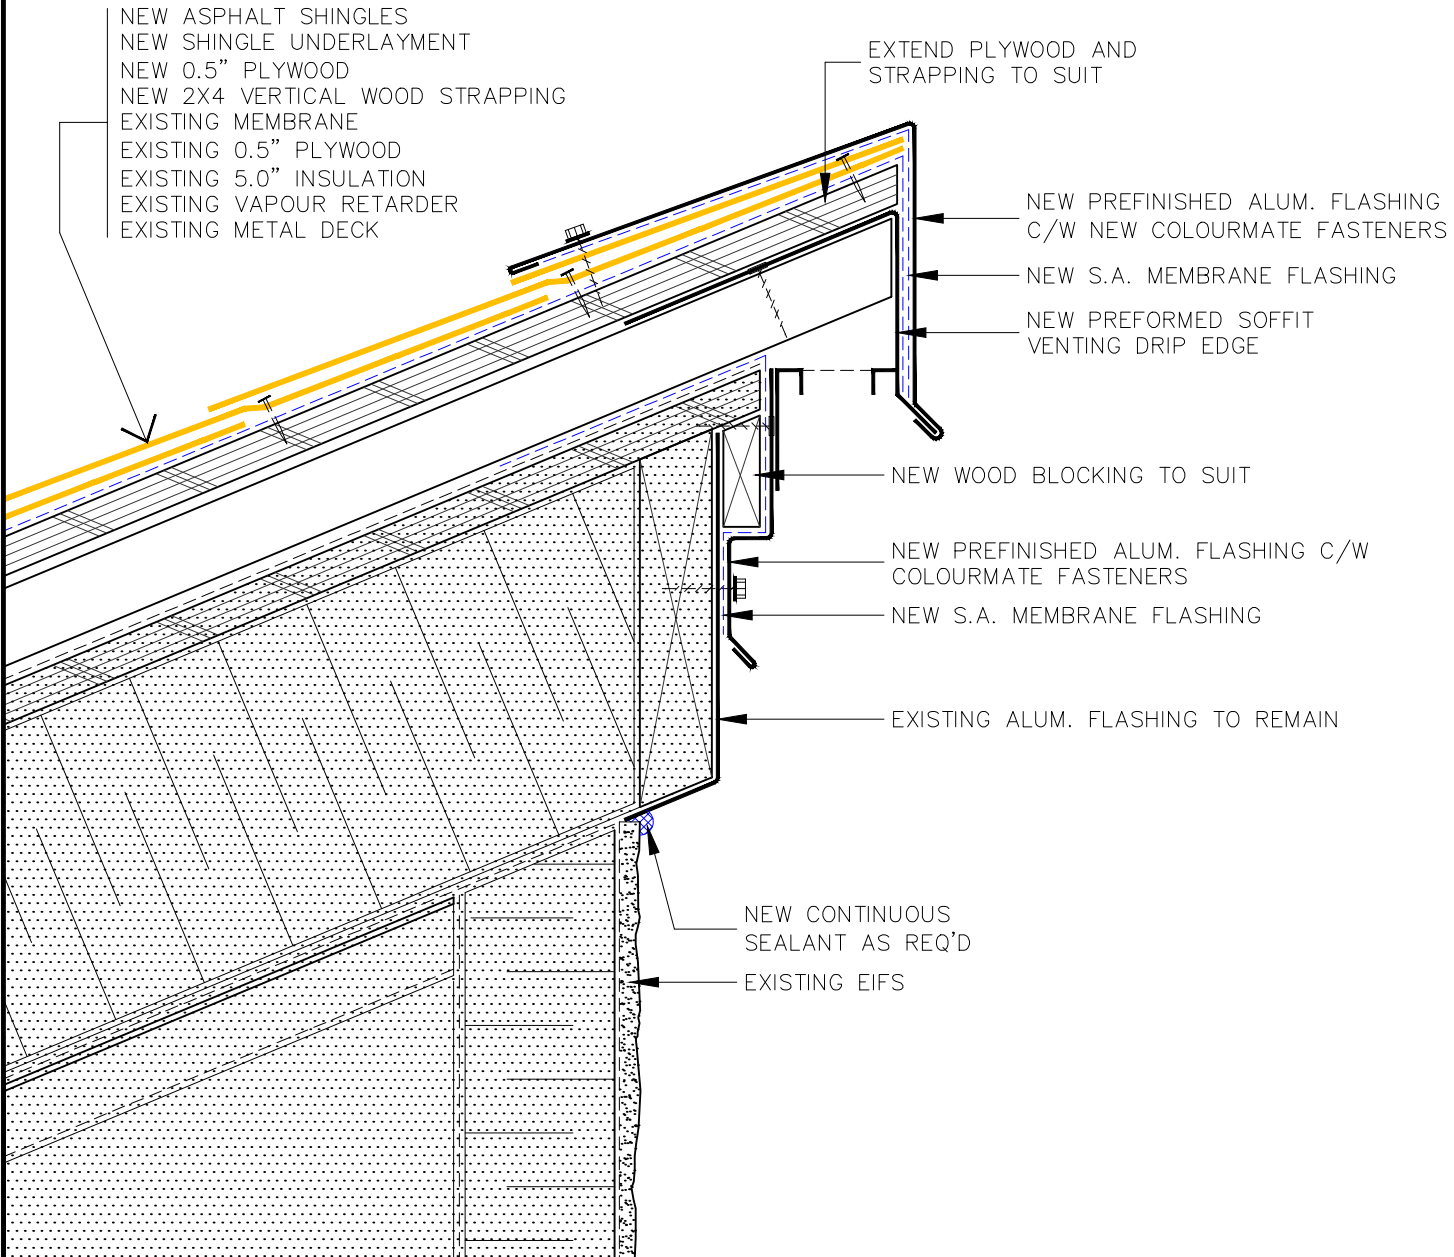 NEW ASPHALT SHINGLES
NEW SHINGLE UNDERLAYMENT
NEW 0.5" PLYWOOD
NEW 2X4 VERTICAL WOOD STRAPPING
EXISTING MEMBRANE
EXISTING 0.5" PLYWOOD
EXISTING 5.0" INSULATION
EXISTING VAPOUR RETARDER
EXISTING METAL DECK
EXTEND PLYWOOD AND
STRAPPING TO SUIT
NEW PREFINISHED ALUM. FLASHING
C/W NEW COLOURMATE FASTENERS
NEW S.A. MEMBRANE FLASHING
NEW PREFORMED SOFFIT
VENTING DRIP EDGE
NEW WOOD BLOCKING TO SUIT
NEW PREFINISHED ALUM. FLASHING C/W
COLOURMATE FASTENERS
NEW S.A. MEMBRANE FLASHING
EXISTING ALUM. FLASHING TO REMAIN
NEW CONTINUOUS
SEALANT AS REQ'D
EXISTING EIFS